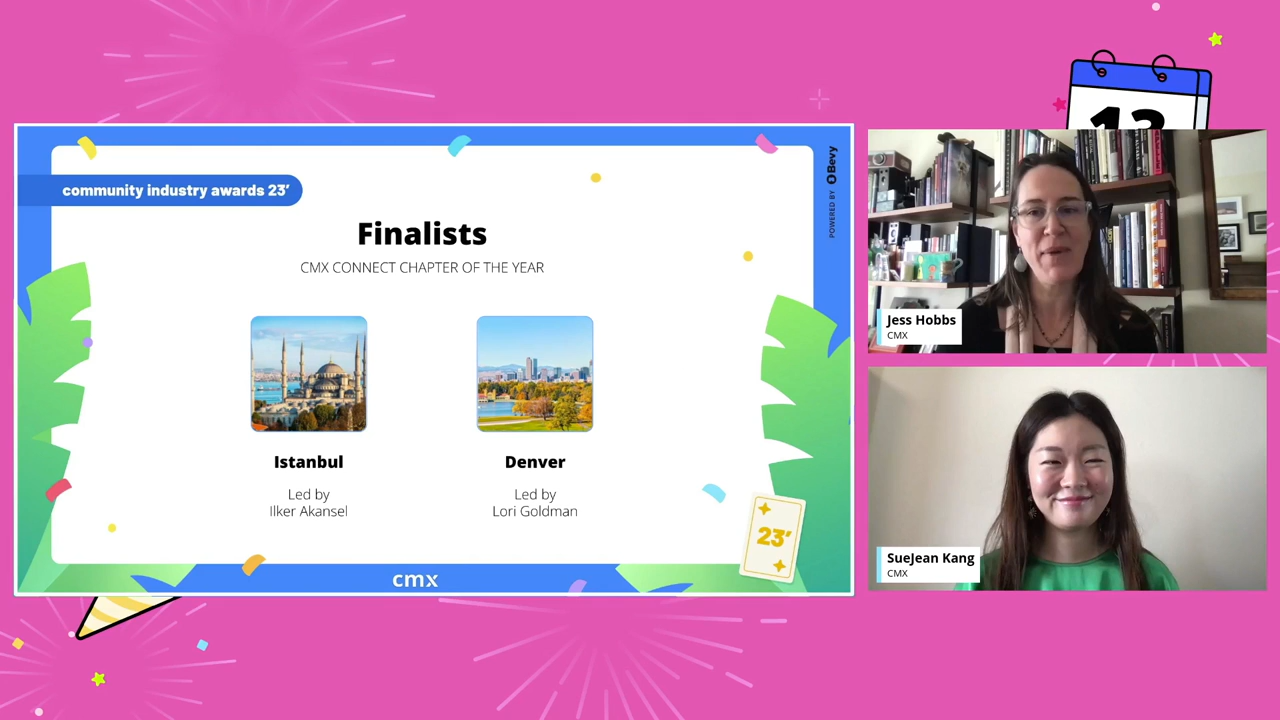 community industry awards 23’
POWERED BY Bevy
Finalists
CMX CONNECT CHAPTER OF THE YEAR
Istanbul
Led by
Ilker Akansel
Denver
Led by
Lori Goldman
23’
cmx
Jess Hobbs
CMX
SueJean Kang
CMX